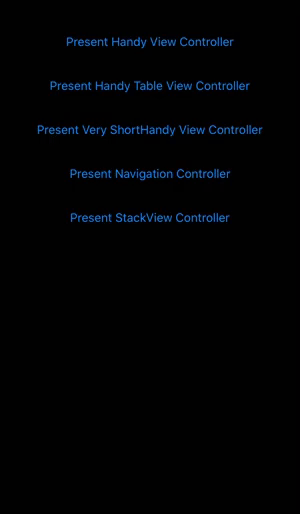 Present Handy View Controller
Present Handy Table View Controller
Present Very ShortHandy View Controller
Present Navigation Controller
Present StackView Controller